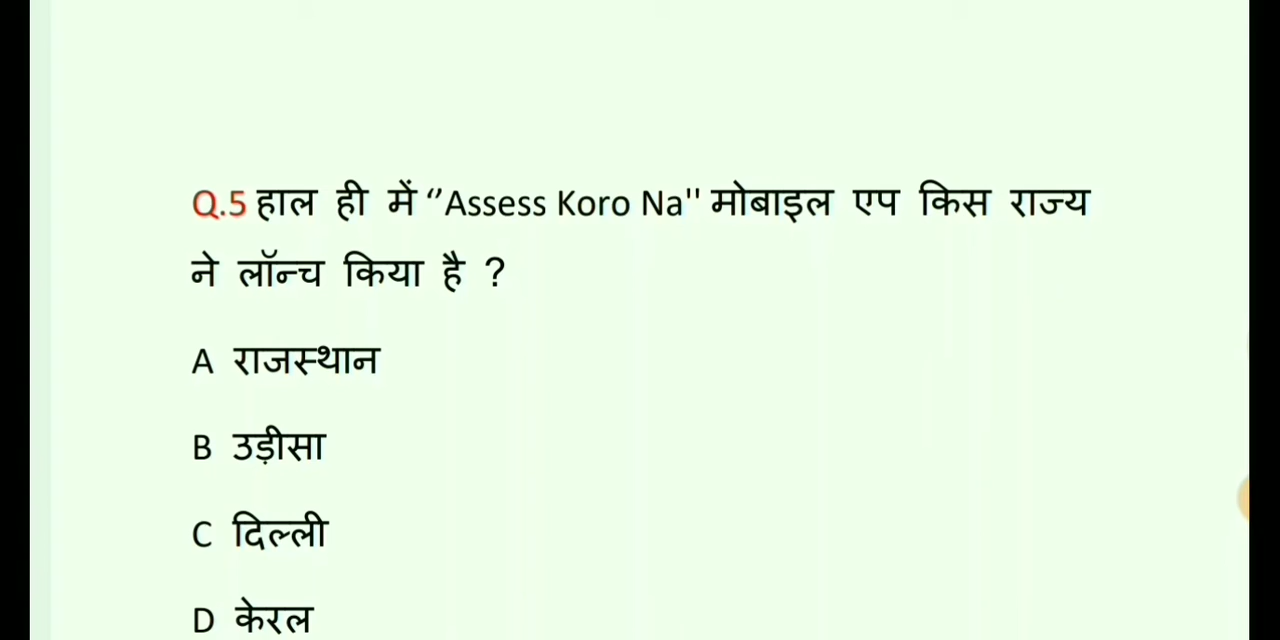 Q.5 हाल ही में “Assess Koro Na" मोबाइल एप किस राज्य
ने लॉन्च किया है ?
A राजस्थान
B उड़ीसा
C दिल्ली
D केरल